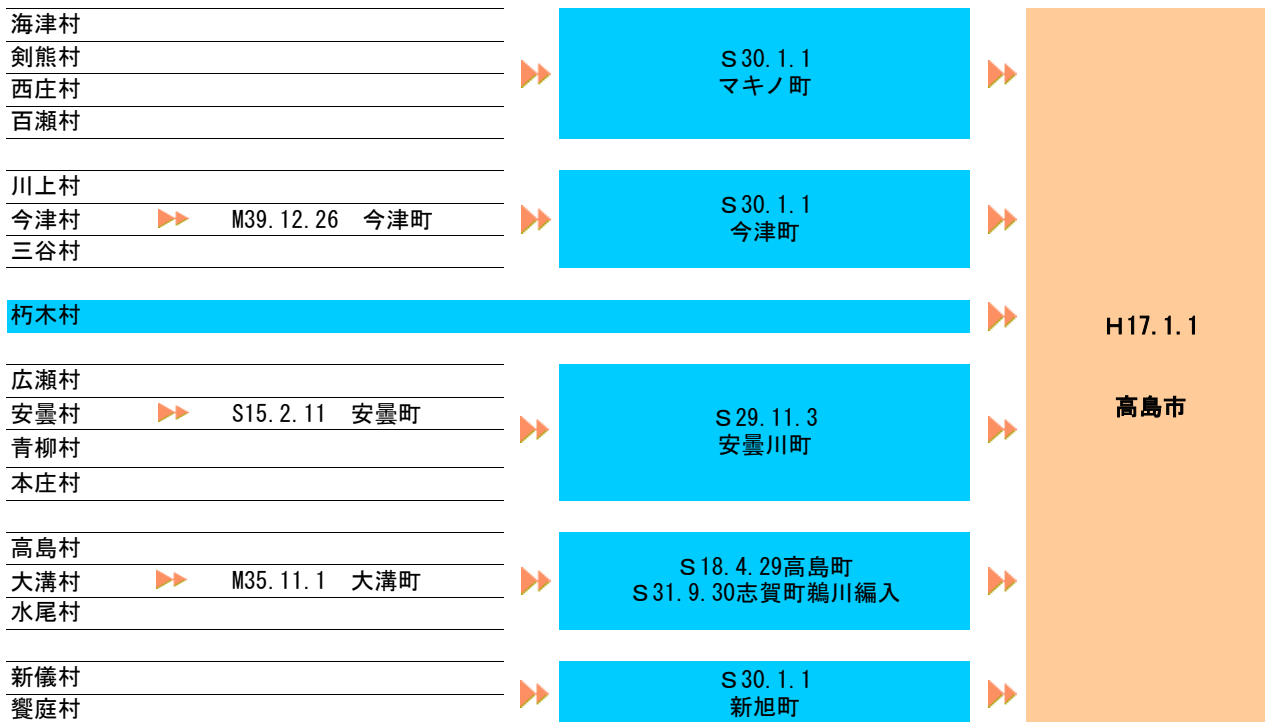 海津村
剣熊村
西庄村
百瀬村
S30.1.1
マキノ町
川上村
今津村 M39.12.26 今津町
三谷村
S30.1.1
今津町
朽木村
広瀬村
安曇村 S15.2.11 安曇町
青柳村
本庄村
S29.11.3
安曇川町
高島村
大溝村 M35.11.1 大溝町
水尾村
S18.4.29高島町
S31.9.30志賀町鵜川編入
新儀村
饗庭村
S30.1.1
新旭町
H17.1.1
高島市